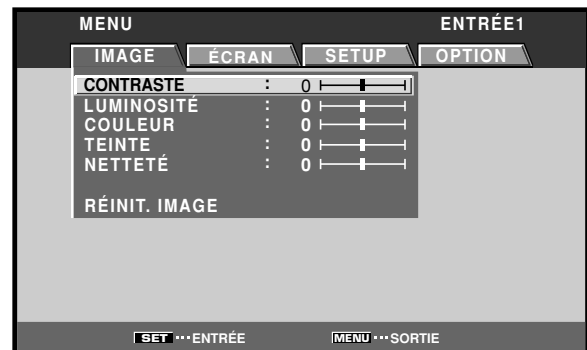 MENU ENTRÉE1
IMAGE ÉCRAN SETUP OPTION
CONTRASTE : 0
LUMINOSITÉ : 0
COULEUR : 0
TEINTE : 0
NETTETÉ : 0
RÉINIT. IMAGE
SET ··· ENTRÉE MENU ··· SORTIE